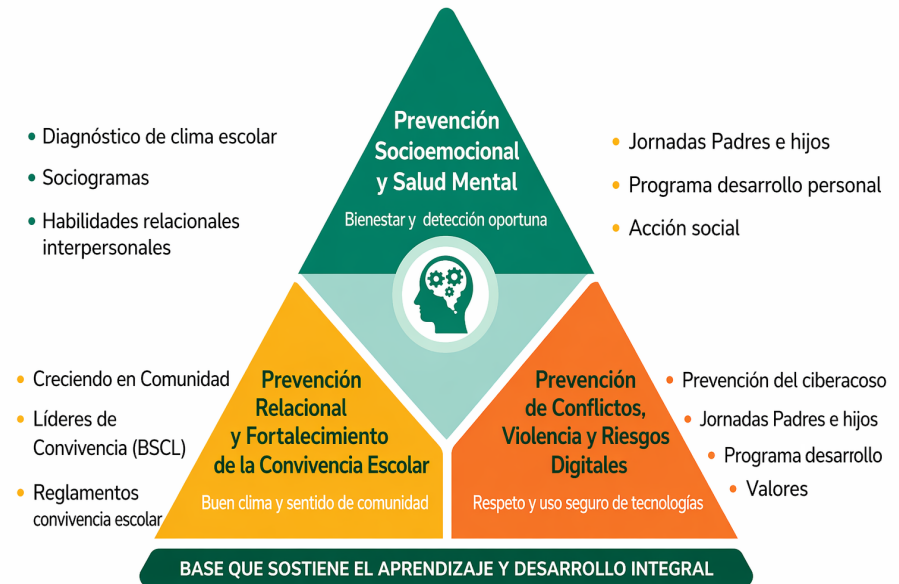 Prevención
Socioemocional
y Salud Mental
Bienestar y detección oportuna
Diagnóstico de clima escolar
Sociogramas
Habilidades relacionales
interpersonales
Jornadas Padres e hijos
Programa desarrollo personal
Acción social
Creciendo en Comunidad
Líderes de
Convivencia (BSCL)
Reglamentos
convivencia escolar
Prevención
Relacional
y Fortalecimiento
de la Convivencia Escolar
Buen clima y sentido de comunidad
Prevención
de Conflictos,
Violencia y Riesgos
Digitales
Respeto y uso seguro de tecnologías
Prevención del ciberacoso
Jornadas Padres e hijos
Programa desarrollo
Valores
BASE QUE SOSTIENE EL APRENDIZAJE Y DESARROLLO INTEGRAL